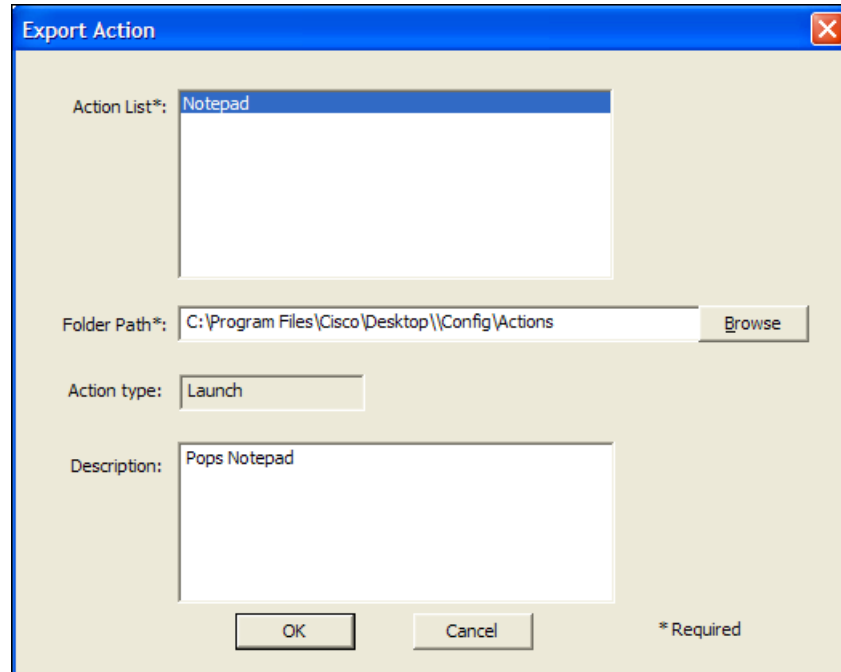 Export Action
Action List*: Notepad
Folder Path*: C:\Program Files\Cisco\Desktop\\Config\Actions Browse
Action type: Launch
Description: Pops Notepad
OK Cancel * Required